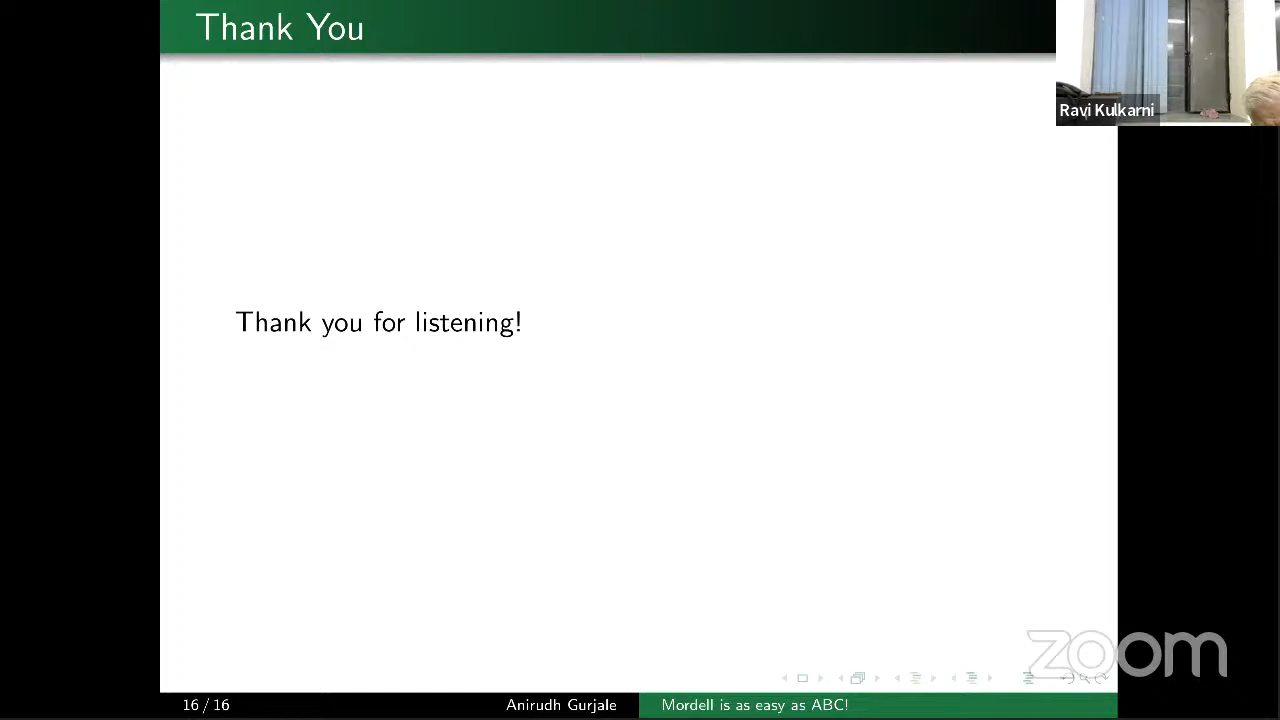 Thank You
Ravi Kulkarni
Thank you for listening!
zoom
16 / 16
Anirudh Gurjale
Mordell is as easy as ABC!